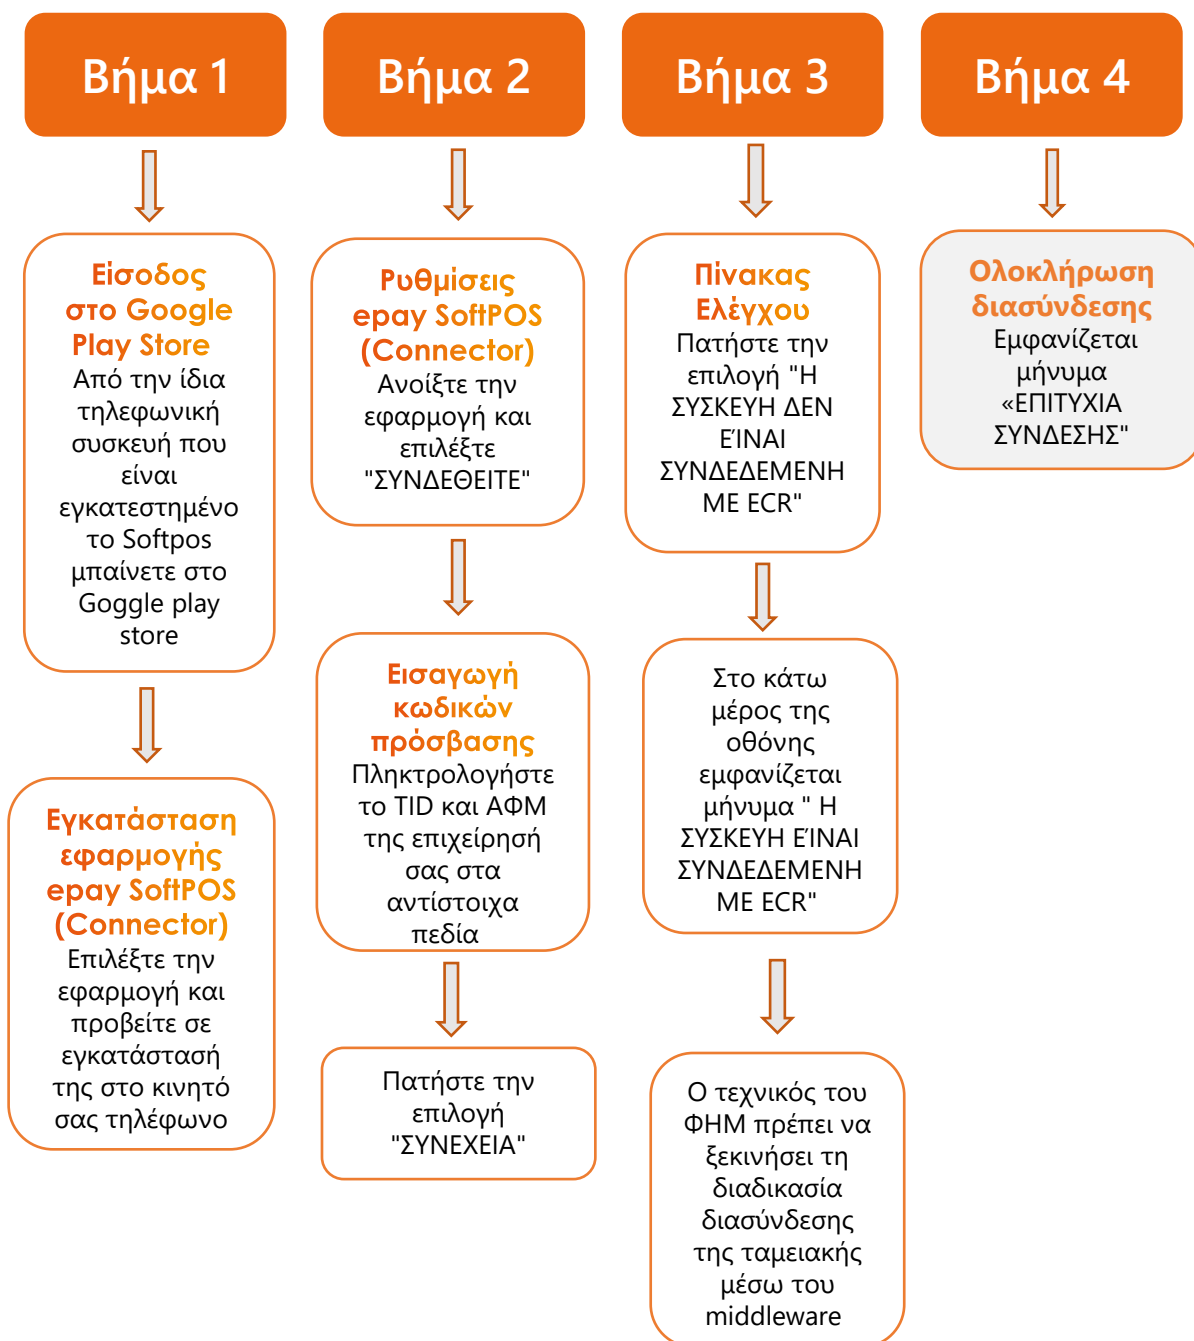 Βήμα 1
Είσοδος
στο Google
Play Store
Από την ίδια
τηλεφωνική
συσκευή που
είναι
εγκατεστημένο
το Softpos
μπαίνετε στο
Goggle play
store
Εγκατάσταση
εφαρμογής
epay SoftPOS
(Connector)
Επιλέξτε την
εφαρμογή και
προβείτε σε
εγκατάστασή
της στο κινητό
σας τηλέφωνο
Βήμα 2
Ρυθμίσεις
epay SoftPOS
(Connector)
Ανοίξτε την
εφαρμογή και
επιλέξτε
"ΣΥΝΔΕΘΕΙΤΕ"
Εισαγωγή
κωδικών
πρόσβασης
Πληκτρολογήστε
το TID και ΑΦΜ
της επιχείρησή
σας στα
αντίστοιχα
πεδία
Πατήστε την
επιλογή
"ΣΥΝΕΧΕΙΑ"
Βήμα 3
Πίνακας
Ελέγχου
Πατήστε την
επιλογή "Η
ΣΥΣΚΕΥΗ ΔΕΝ
ΕΊΝΑΙ
ΣΥΝΔΕΔΕΜΕΝΗ
ΜΕ ECR"
Στο κάτω
μέρος της
οθόνης
εμφανίζεται
μήνυμα " Η
ΣΥΣΚΕΥΗ ΕΊΝΑΙ
ΣΥΝΔΕΔΕΜΕΝΗ
ΜΕ ECR"
Ο τεχνικός του
ΦΗΜ πρέπει να
ξεκινήσει τη
διαδικασία
διασύνδεσης
της ταμειακής
μέσω του
middleware
Βήμα 4
Ολοκλήρωση
διασύνδεσης
Εμφανίζεται
μήνυμα
«ΕΠΙΤΥΧΙΑ
ΣΥΝΔΕΣΗΣ"